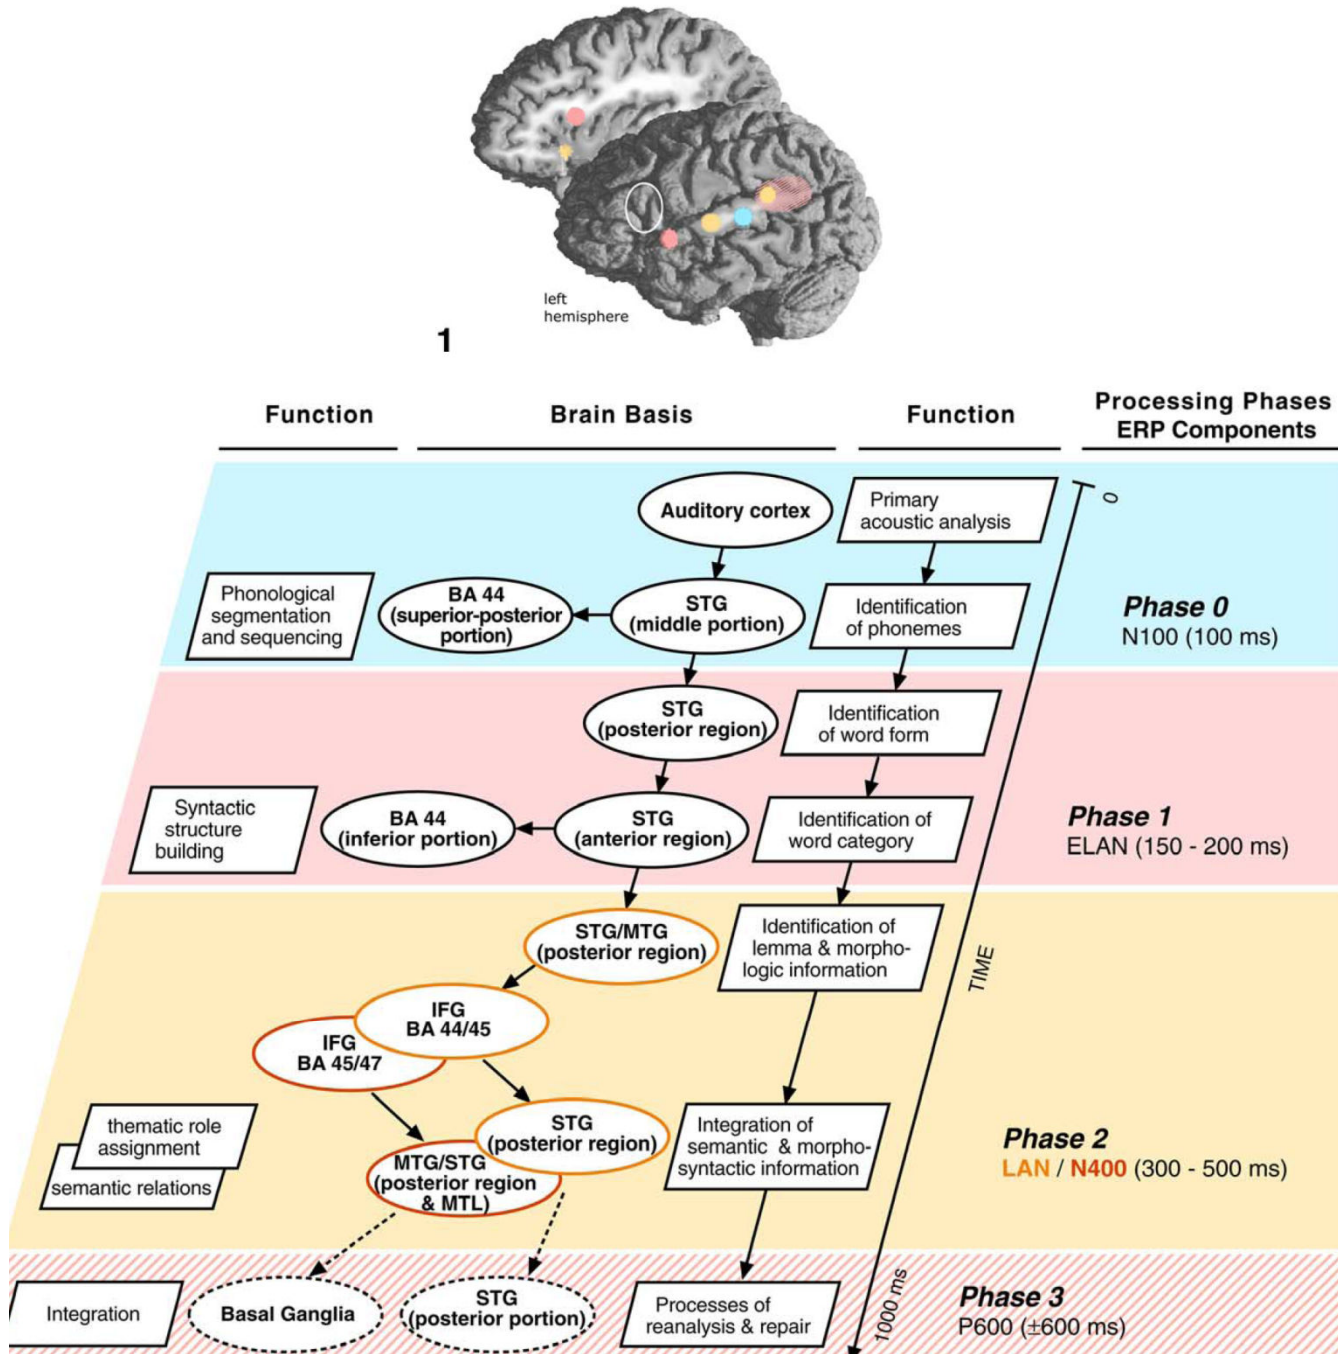 left
hemisphere
1
Function
Brain Basis
Function
Processing Phases
ERP Components
Auditory cortex
Primary
acoustic analysis
0
Phonological
segmentation
and sequencing
BA 44
(superior-posterior
portion)
STG
(middle portion)
Identification
of phonemes
Phase 0
N100 (100 ms)
STG
(posterior region)
Identification
of word form
Syntactic
structure
building
BA 44
(inferior portion)
STG
(anterior region)
Identification of
word category
Phase 1
ELAN (150 - 200 ms)
STG/MTG
(posterior region)
Identification of
lemma & morpho-
logic information
TIME
IFG
BA 44/45
IFG
BA 45/47
thematic role
assignment
semantic relations
STG
(posterior region)
MTG/STG
(posterior region
& MTL)
Integration of
semantic & morpho-
syntactic information
Phase 2
LAN / N400 (300 - 500 ms)
Integration
Basal Ganglia
STG
(posterior portion)
Processes of
reanalysis & repair
1000 ms
Phase 3
P600 (±600 ms)